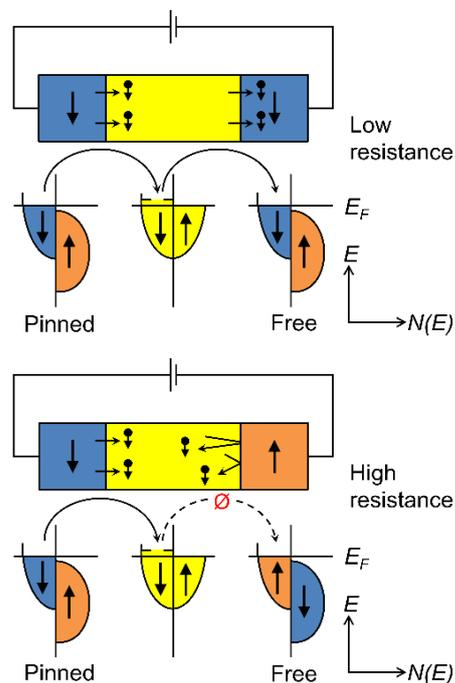 Low
resistance
E_F
E
Pinned
Free
N(E)
High
resistance
Ø
E_F
E
Pinned
Free
N(E)